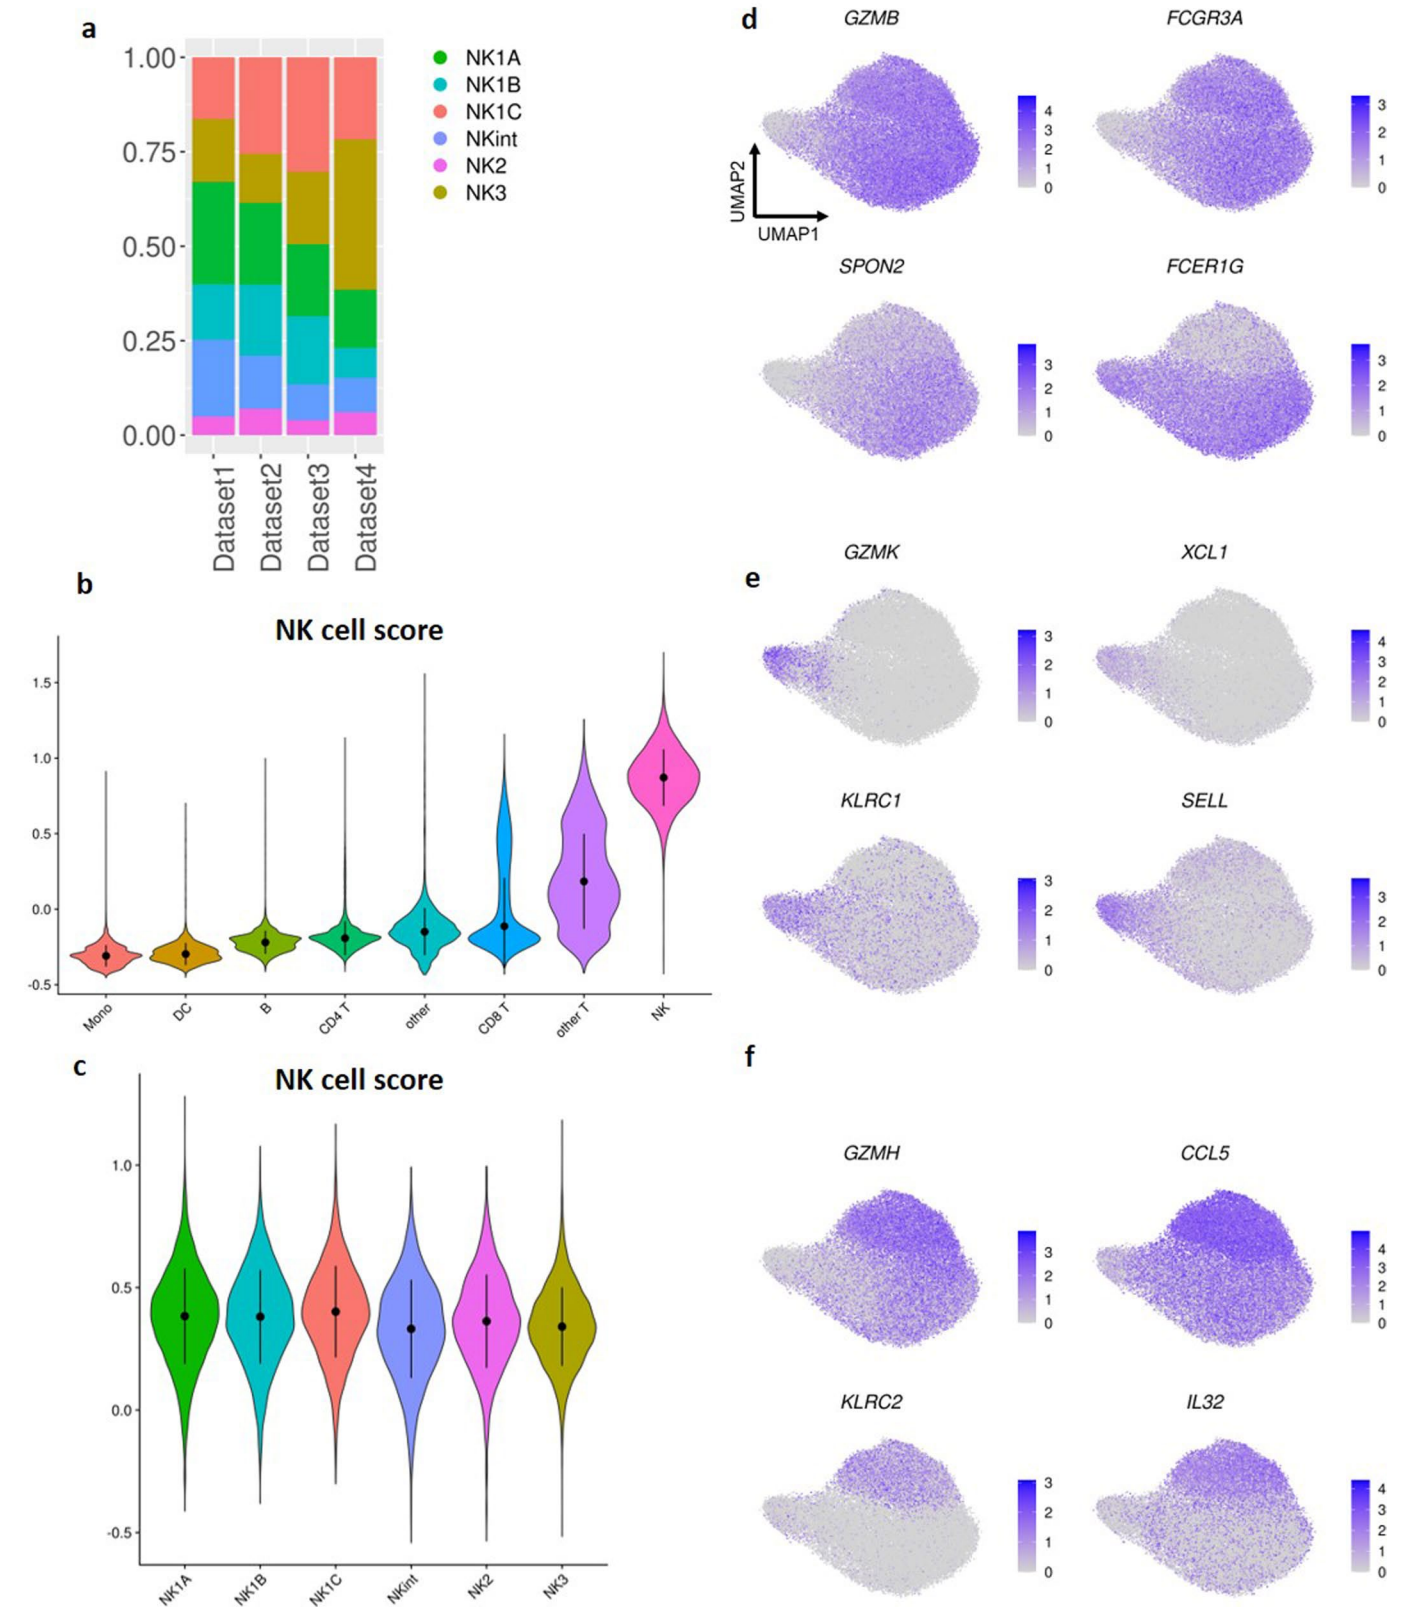 a
1.00
0.75
0.50
0.25
0.00
Dataset1
Dataset2
Dataset3
Dataset4
NK1A
NK1B
NK1C
NKint
NK2
NK3
b
NK cell score
1.5
1.0
0.5
0.0
-0.5
Mono
DC
B
CD4 T
other
CD8 T
other T
NK
c
NK cell score
1.0
0.5
0.0
-0.5
NK1A
NK1B
NK1C
NKint
NK2
NK3
d
GZMB
4
3
2
1
0
UMAP2
UMAP1
FCGR3A
3
2
1
0
SPON2
3
2
1
0
FCER1G
3
2
1
0
e
GZMK
3
2
1
0
XCL1
4
3
2
1
0
KLRC1
3
2
1
0
SELL
3
2
1
0
f
GZMH
3
2
1
0
CCL5
4
3
2
1
0
KLRC2
3
2
1
0
IL32
4
3
2
1
0